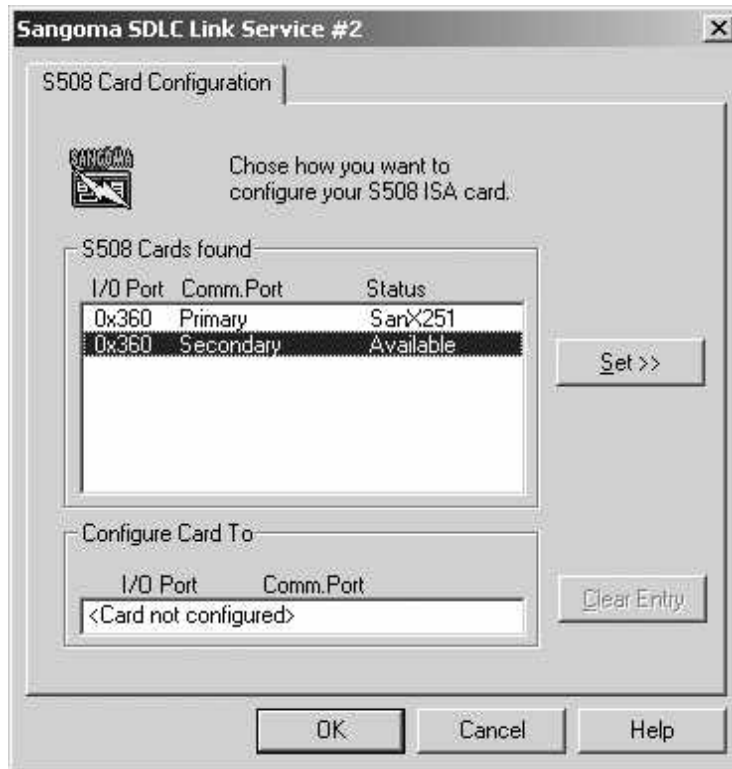 Sangoma SDLC Link Service #2
S508 Card Configuration
SANGOMA
Chose how you want to
configure your S508 ISA card.
S508 Cards found
I/O Port Comm.Port Status
0x360 Primary SanX251
0x360 Secondary Available
Set >>
Configure Card To
I/O Port Comm.Port
<Card not configured>
Clear Entry
OK Cancel Help